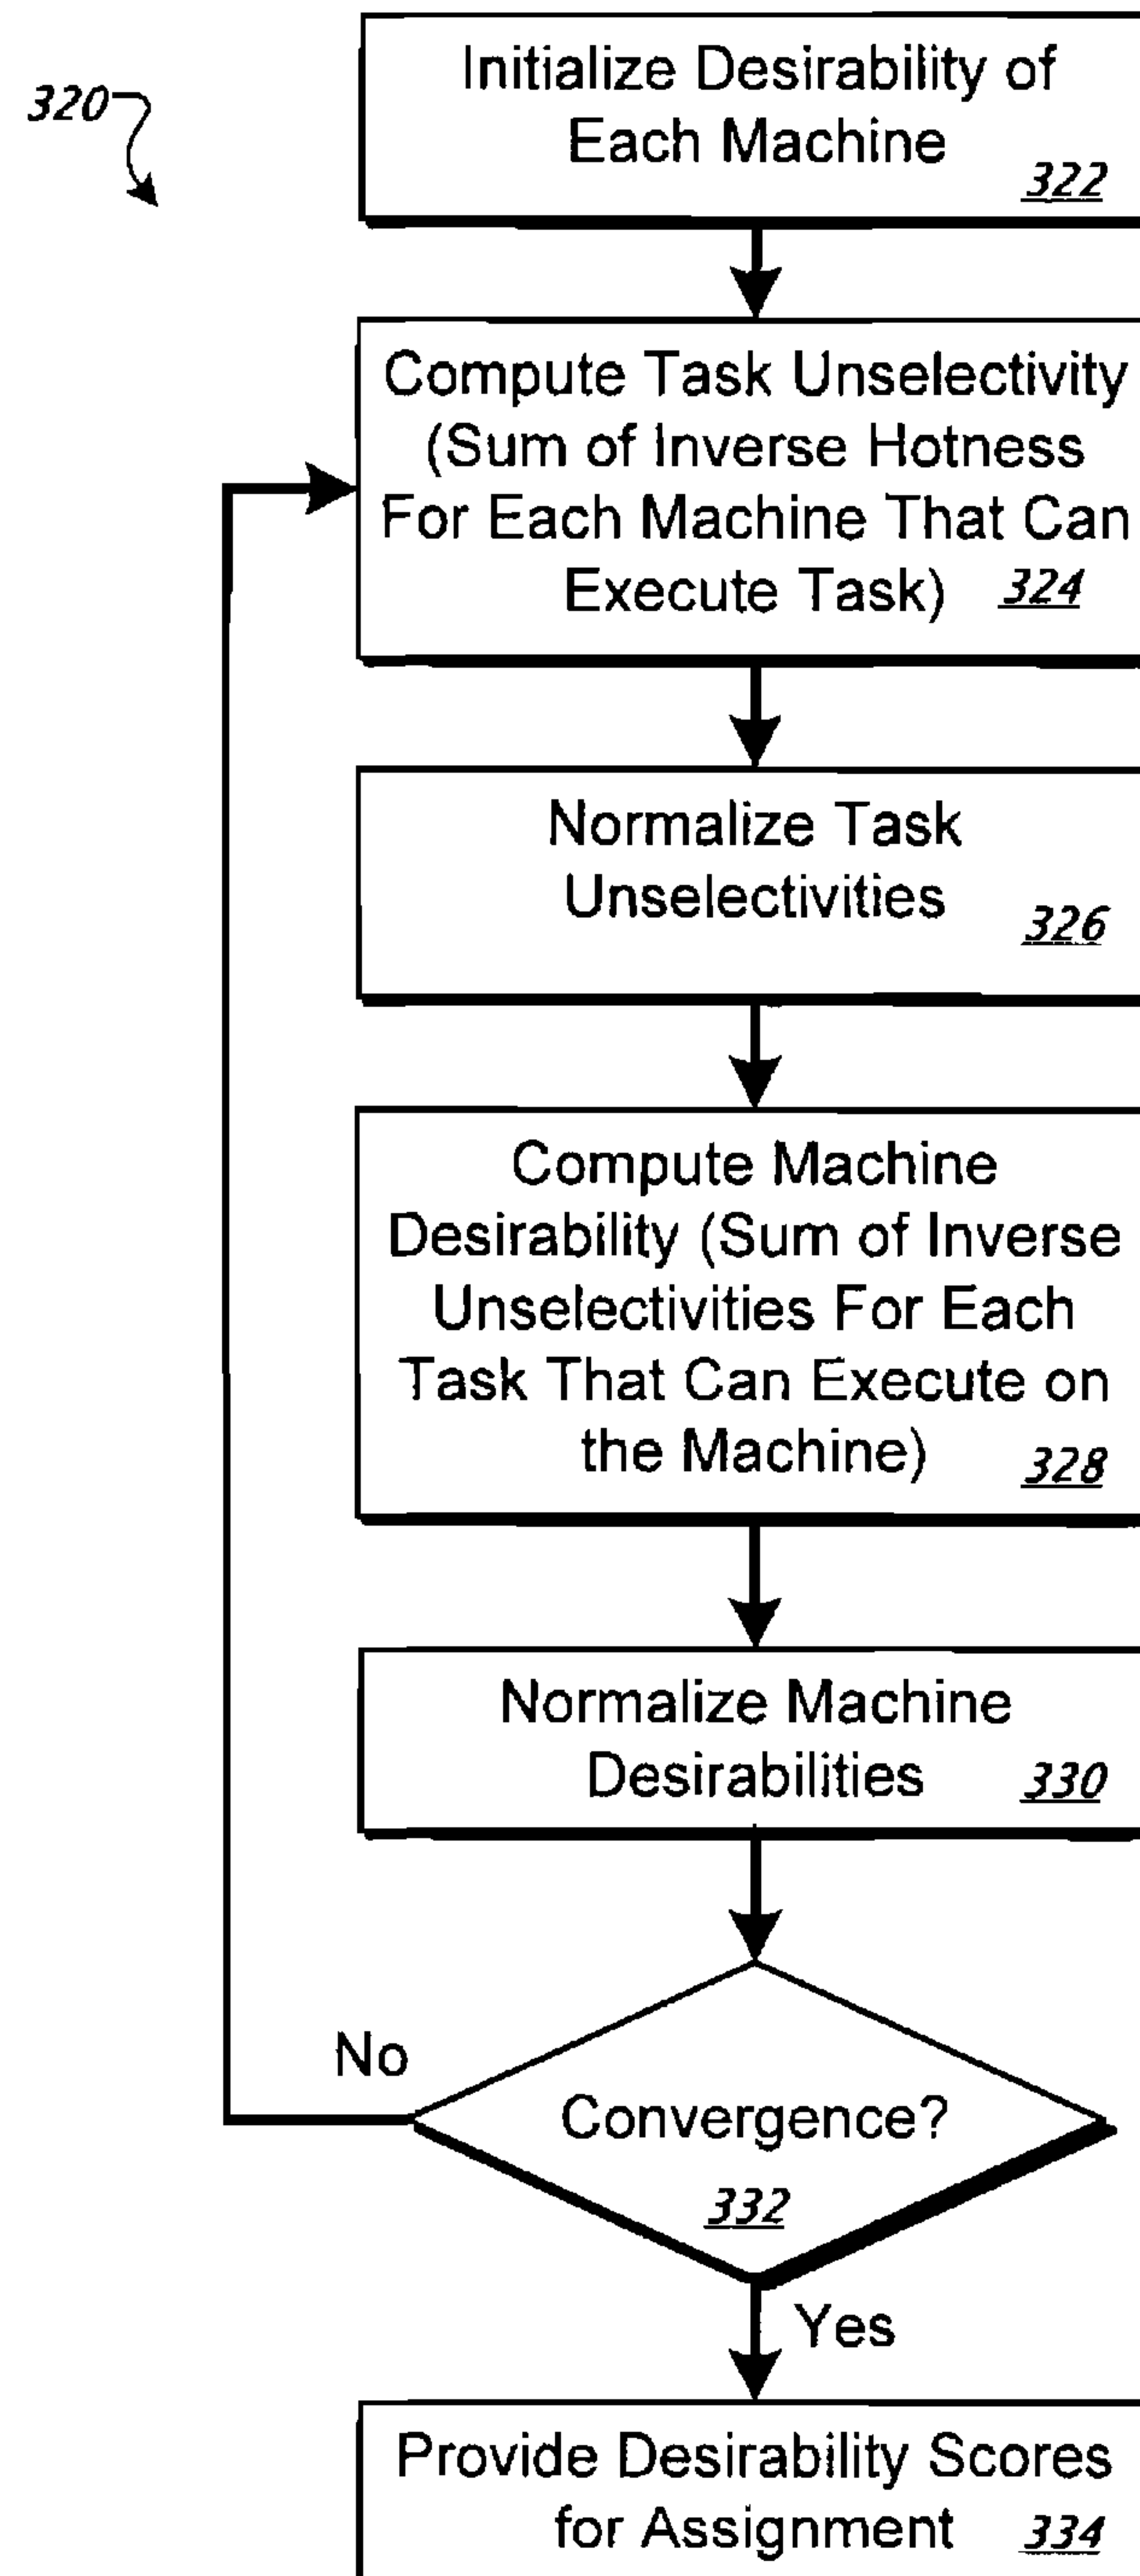 320
Initialize Desirability of
Each Machine
322
Compute Task Unselectivity
(Sum of Inverse Hotness
For Each Machine That Can
Execute Task) 324
Normalize Task
Unselectivities
326
Compute Machine
Desirability (Sum of Inverse
Unselectivities For Each
Task That Can Execute on
the Machine) 328
Normalize Machine
Desirabilities 330
No
Convergence?
332
Yes
Provide Desirability Scores
for Assignment 334